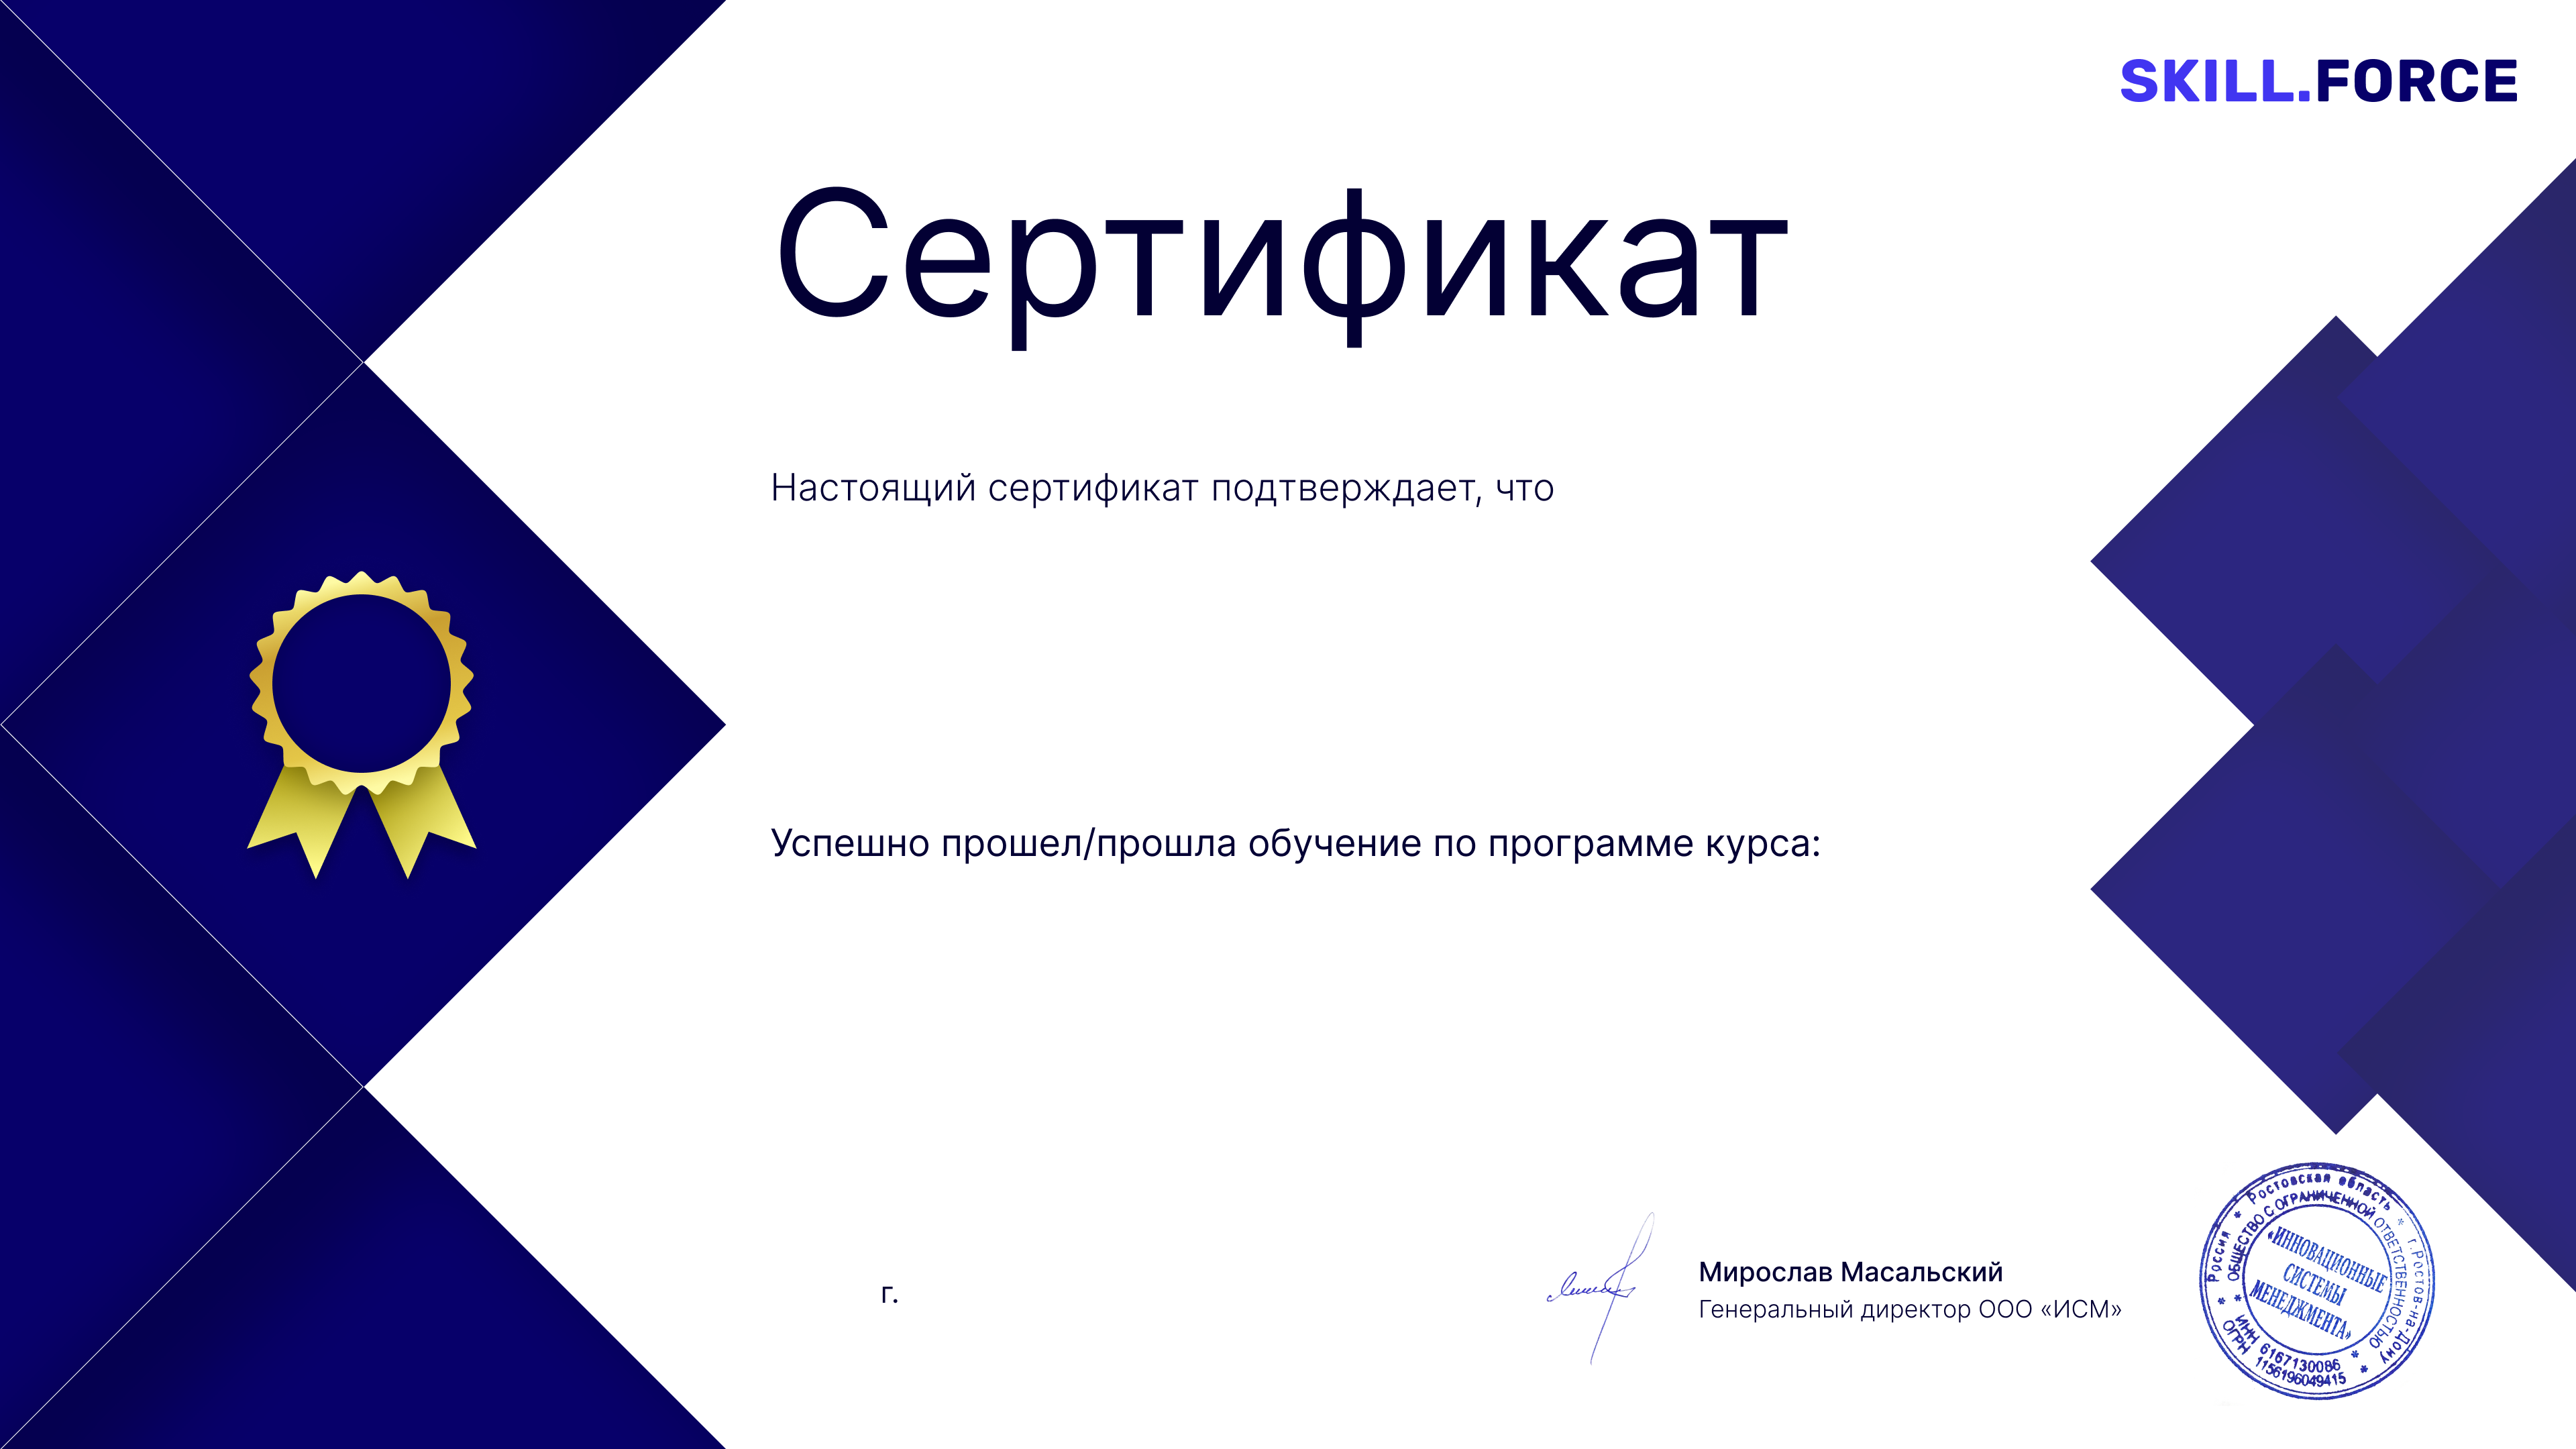 SKILL.FORCE
Сертификат
Настоящий сертификат подтверждает, что
Успешно прошел/прошла обучение по программе курса:
г.
Мирослав Масальский
Генеральный директор ООО «ИСМ»
Россия * Ростовская область * г.Ростов-на-Дону *
ОБЩЕСТВО С ОГРАНИЧЕННОЙ ОТВЕТСТВЕННОСТЬЮ *
«ИННОВАЦИОННЫЕ
СИСТЕМЫ
МЕНЕДЖМЕНТА»
* ИНН 6167130086 *
* ОГРН 1156196049415 *